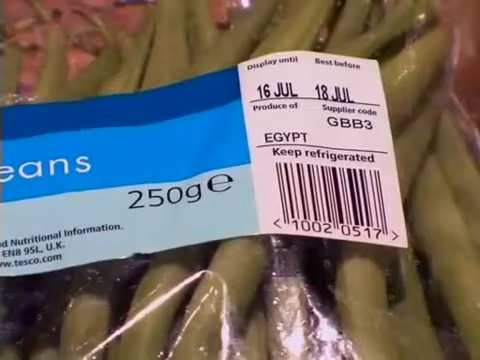 Display until Best before
16 JUL 18 JUL
Produce of Supplier code
GBB3
EGYPT
Keep refrigerated
eans
250g e
d Nutritional Information.
EN8 9SL, U.K.
w.tesco.com
<1002 0517>